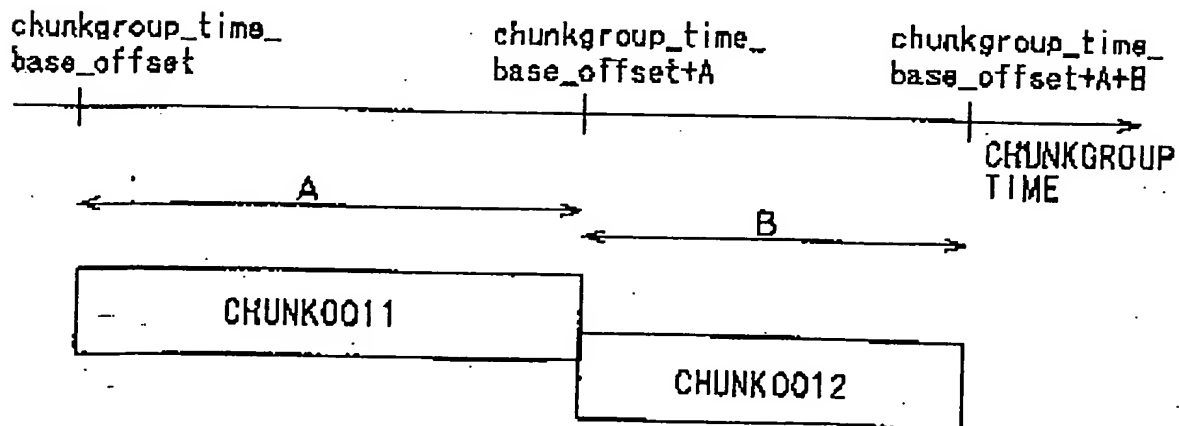 chunkgroup_time_
base_offset
chunkgroup_time_
base_offset+A
chunkgroup_time_
base_offset+A+B
CHUNKGROUP
TIME
A
B
CHUNK0011
CHUNK0012